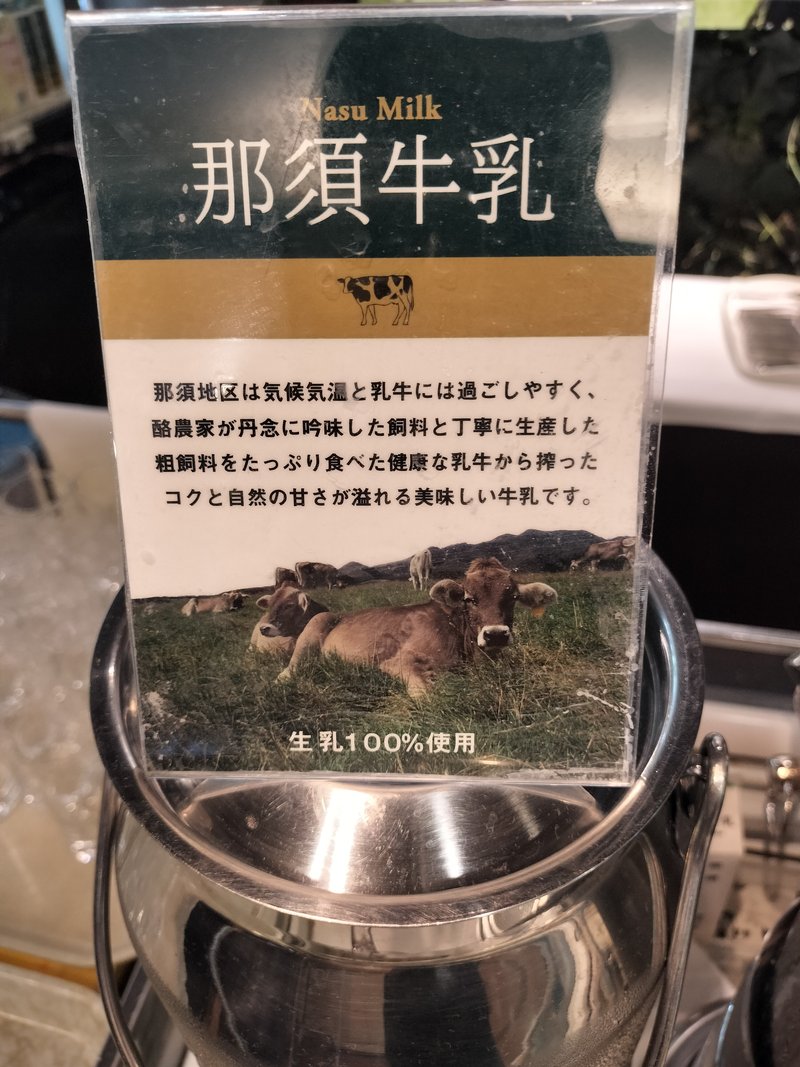 Nasu Milk
那須牛乳
那須地区は気候気温と乳牛には過ごしやすく、
酪農家が丹念に吟味した飼料と丁寧に生産した
粗飼料をたっぷり食べた健康な乳牛から搾った
コクと自然の甘さが溢れる美味しい牛乳です。
生乳100%使用